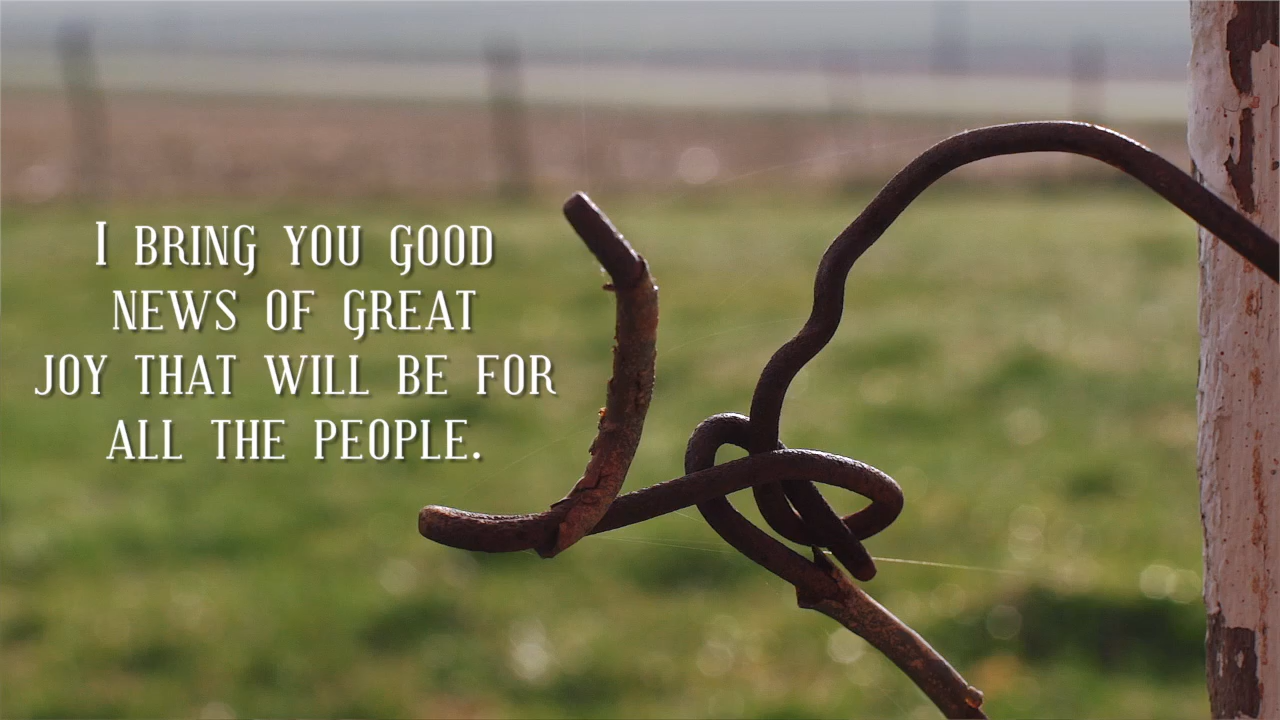 I BRING YOU GOOD
NEWS OF GREAT
JOY THAT WILL BE FOR
ALL THE PEOPLE.